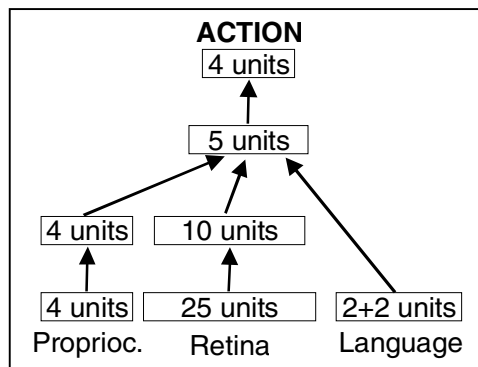 ACTION
4 units
5 units
4 units 10 units
4 units 25 units 2+2 units
Proprioc. Retina Language